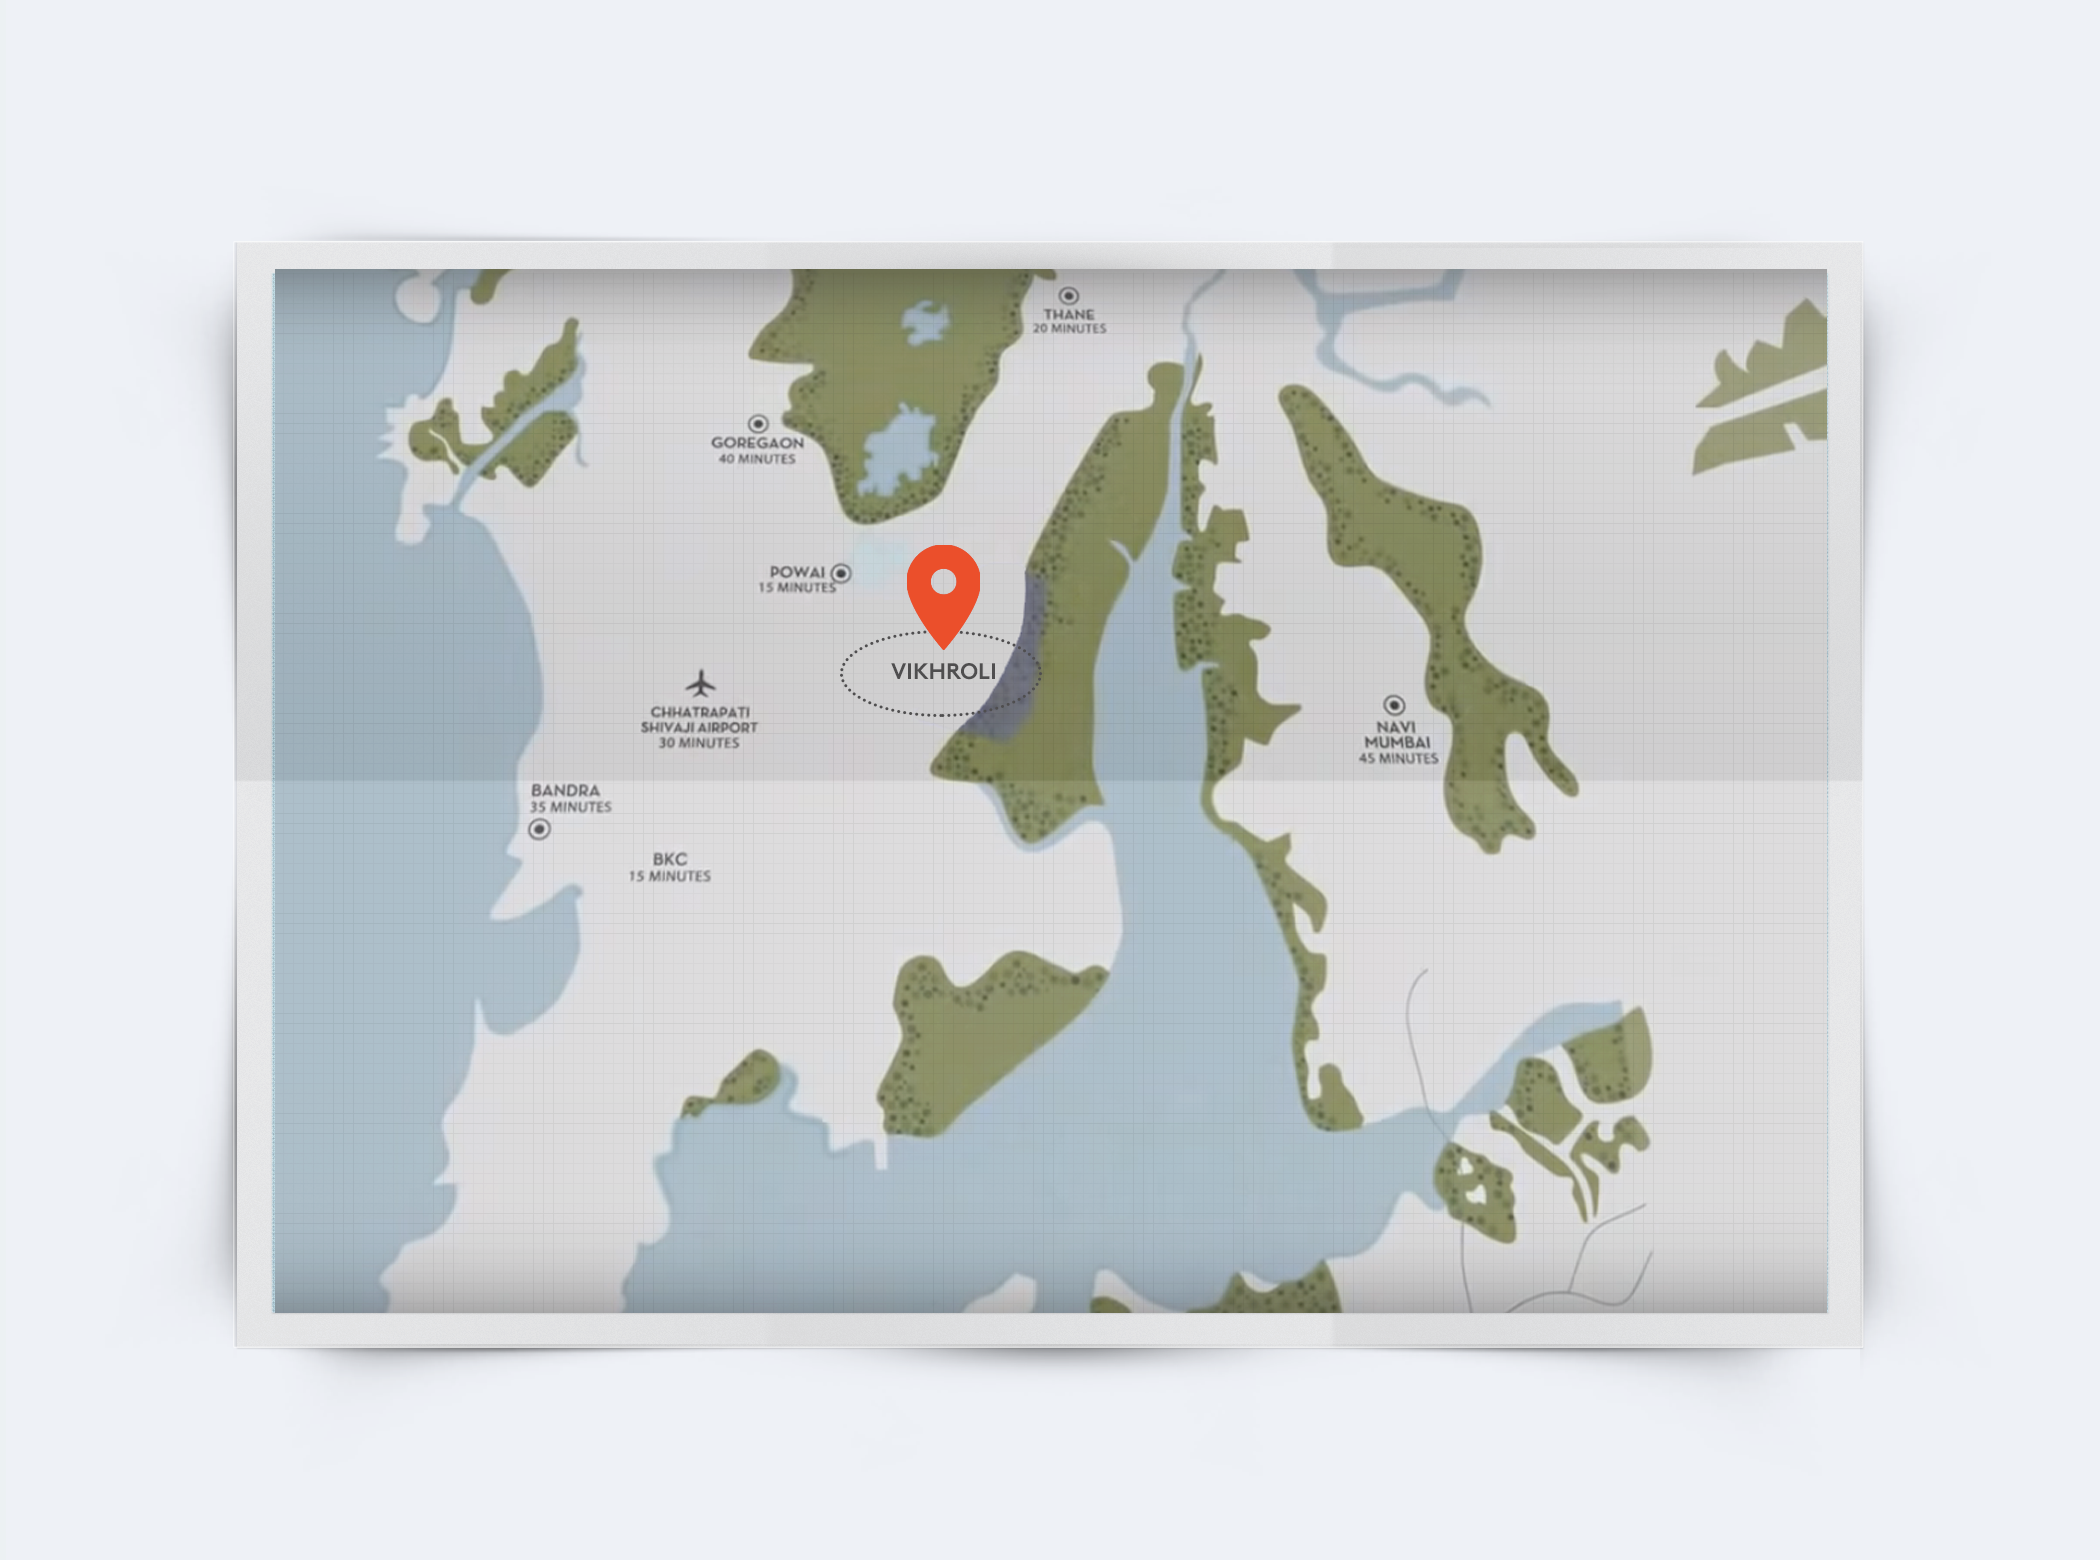 THANE
20 MINUTES
GOREGAON
40 MINUTES
POWAI
15 MINUTES
VIKHROLI
CHHATRAPATI
SHIVAJI AIRPORT
30 MINUTES
NAVI
MUMBAI
45 MINUTES
BANDRA
35 MINUTES
BKC
15 MINUTES